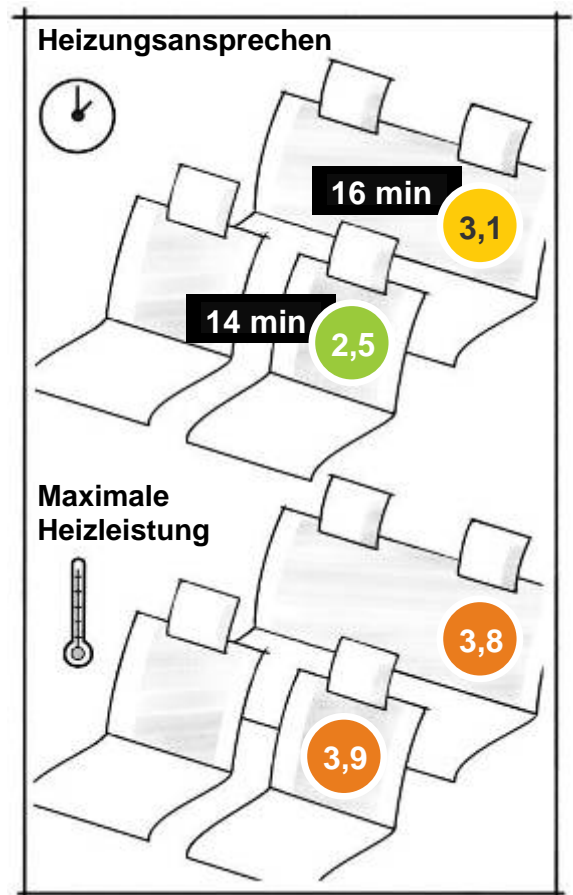 Heizungsansprechen
16 min
3,1
14 min
2,5
Maximale
Heizleistung
3,8
3,9